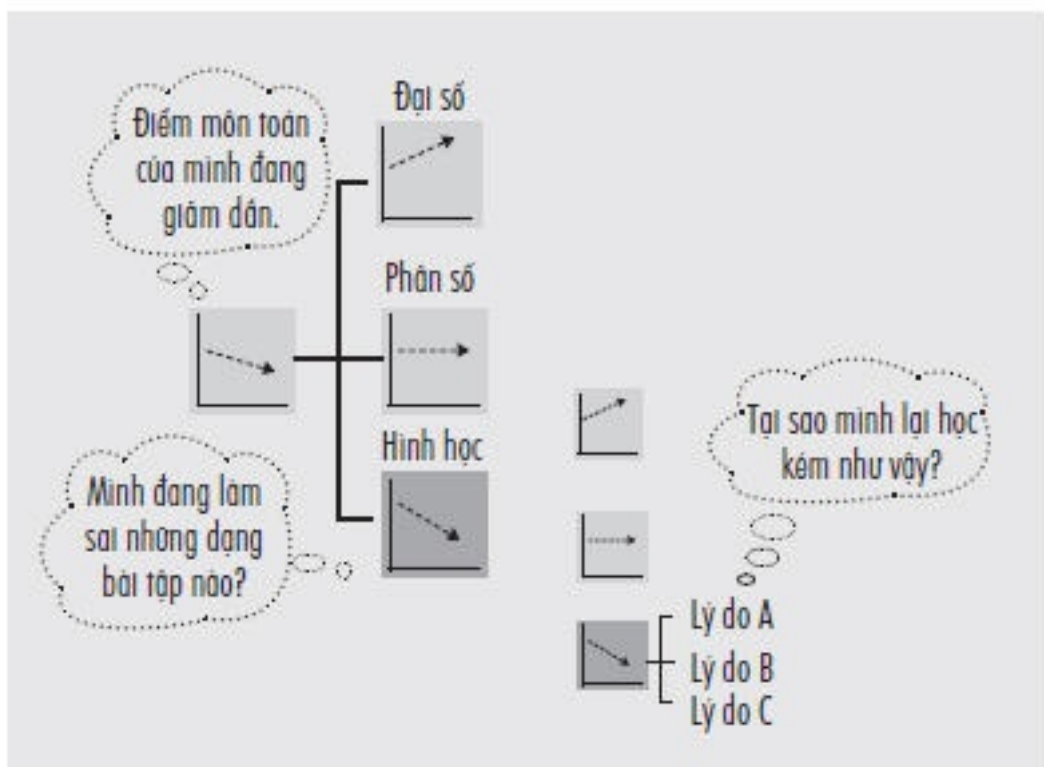 Điểm môn toán
của mình đang
giảm dần.
Đại số
Phân số
Hình học
Mình đang làm
sai những dạng
bài tập nào?
Tại sao mình lại học
kém như vậy?
Lý do A
Lý do B
Lý do C